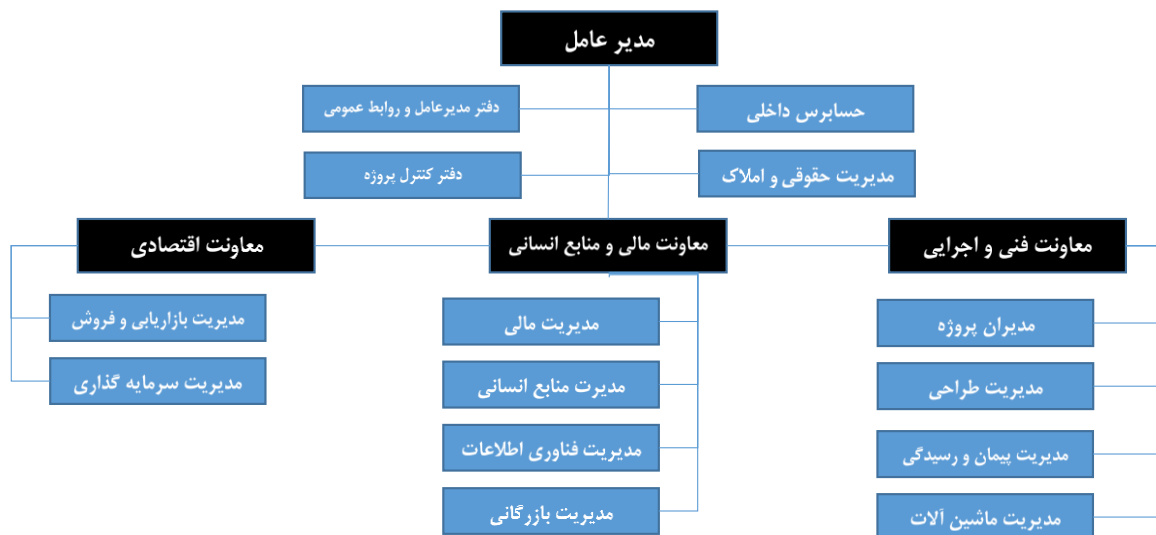 مدیر عامل
حسابرس داخلی
دفتر مدیرعامل و روابط عمومی
مدیریت حقوقی و املاک
دفتر کنترل پروژه
معاونت فنی و اجرایی
معاونت مالی و منابع انسانی
معاونت اقتصادی
مدیران پروژه
مدیریت طراحی
مدیریت پیمان و رسیدگی
مدیریت ماشین آلات
مدیریت مالی
مدیرت منابع انسانی
مدیریت فناوری اطلاعات
مدیریت بازرگانی
مدیریت بازاریابی و فروش
مدیریت سرمایه گذاری